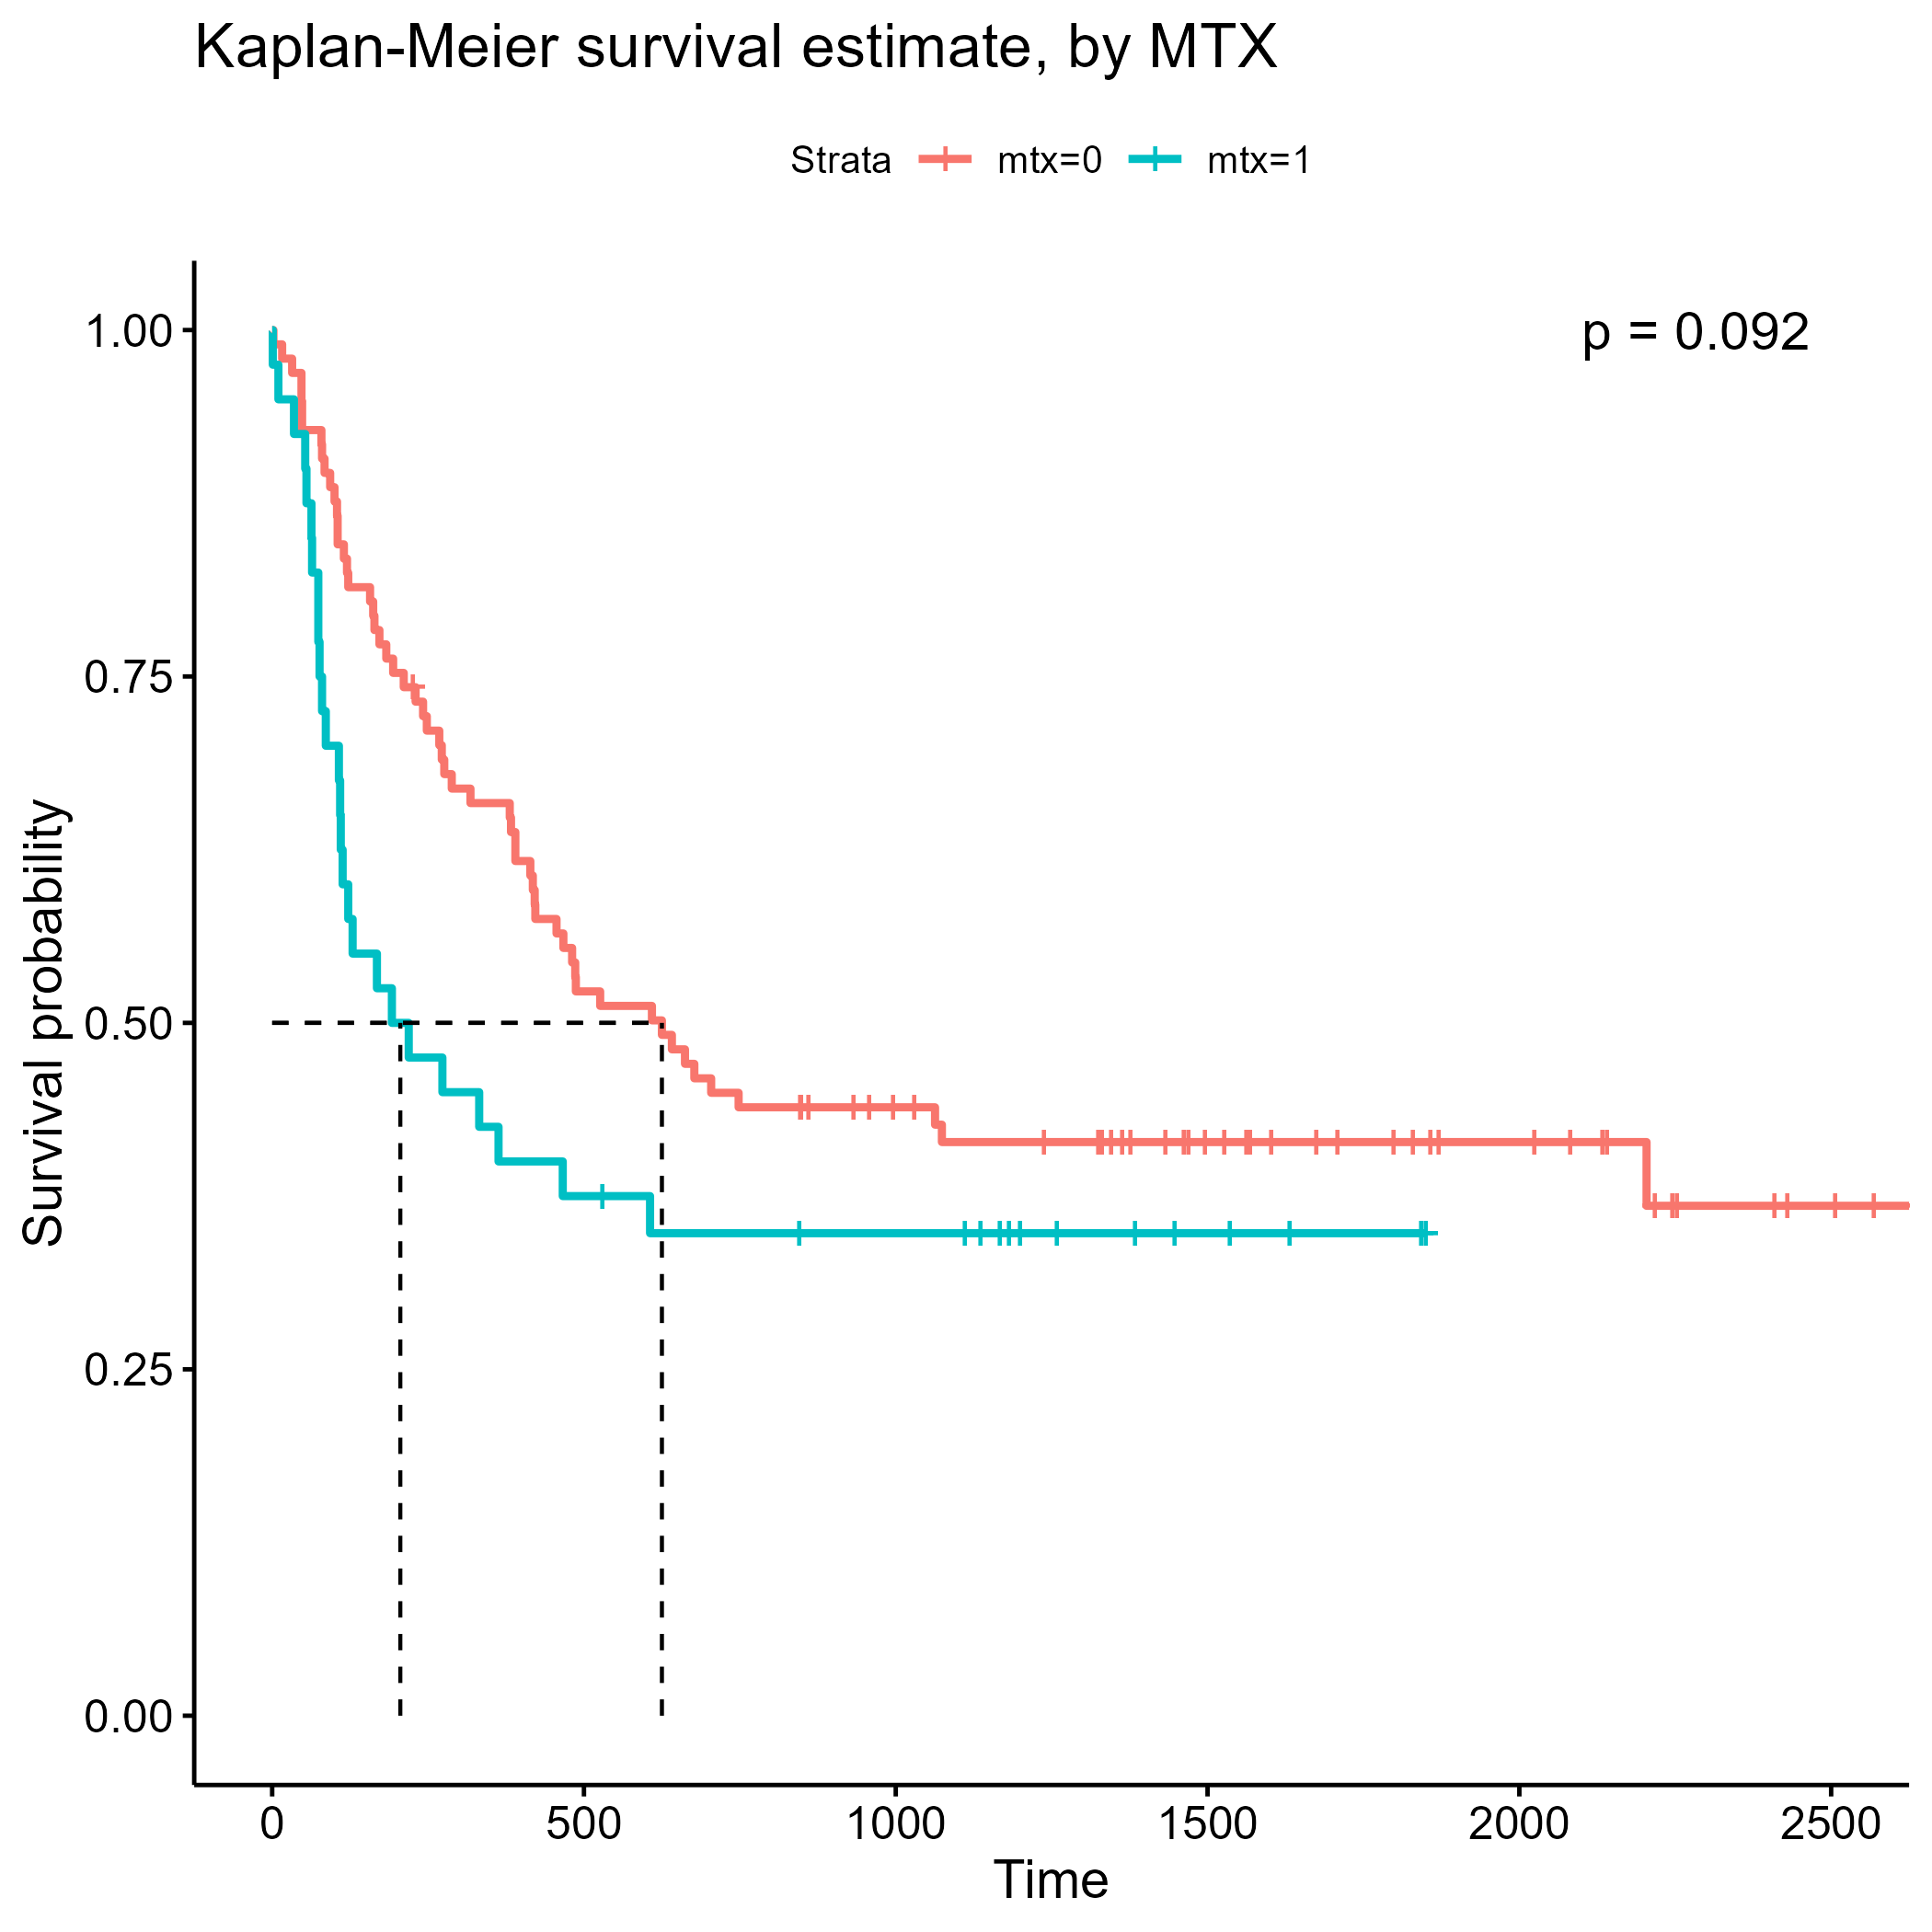 Kaplan-Meier survival estimate, by MTX
Strata mtx=0 mtx=1
p = 0.092
Survival probability
1.00
0.75
0.50
0.25
0.00
0 500 1000 1500 2000 2500
Time